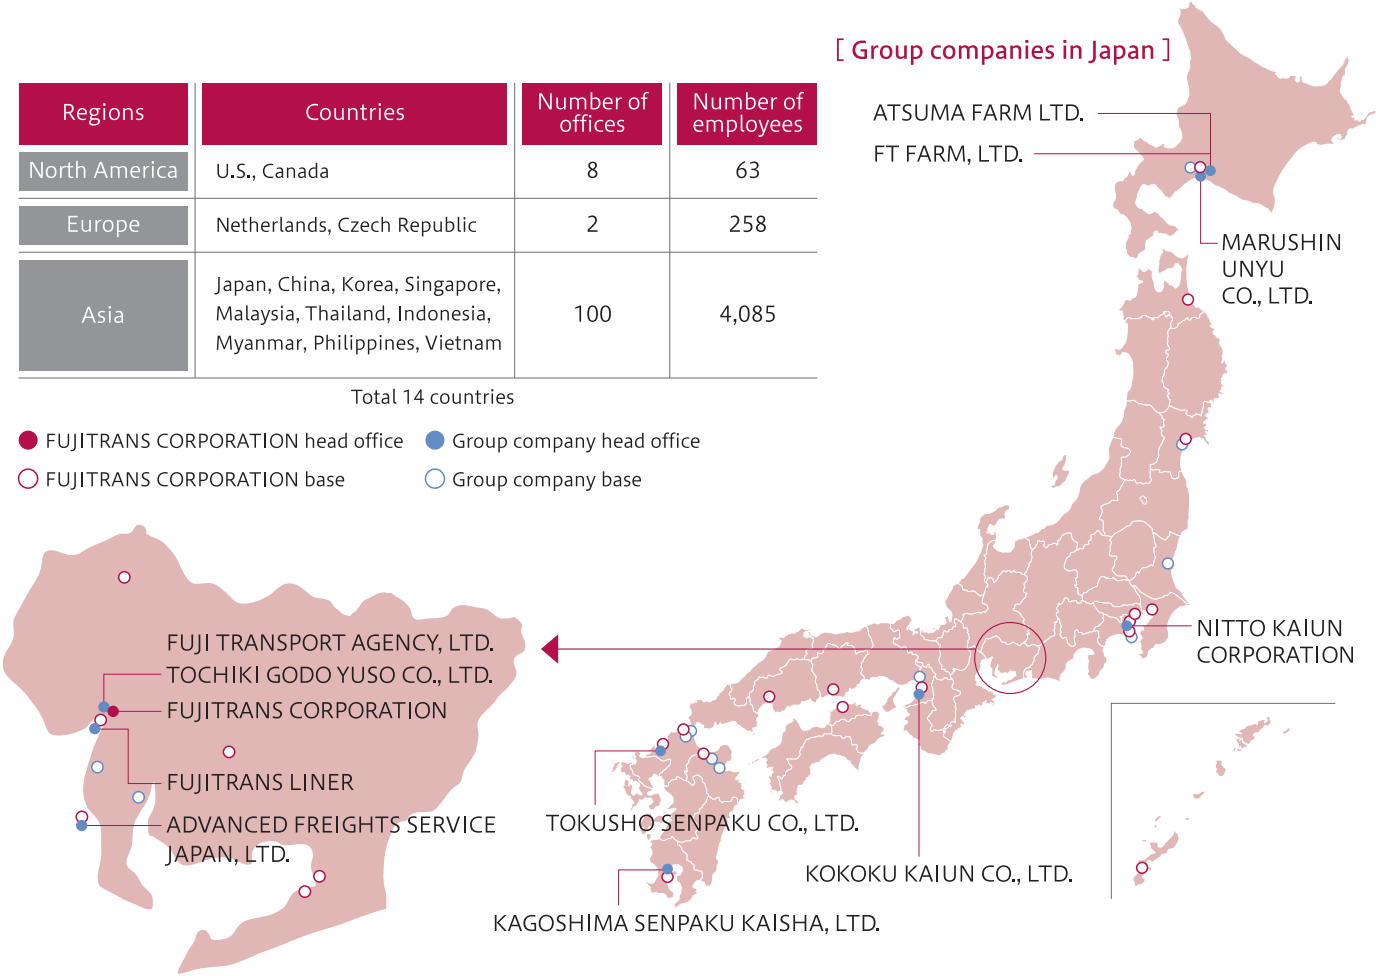 [ Group companies in Japan ]
Regions
Countries
Number of
offices
Number of
employees
North America
U.S., Canada
8
63
Europe
Netherlands, Czech Republic
2
258
Asia
Japan, China, Korea, Singapore,
Malaysia, Thailand, Indonesia,
Myanmar, Philippines, Vietnam
100
4,085
Total 14 countries
FUJITRANS CORPORATION head office
Group company head office
FUJITRANS CORPORATION base
Group company base
ATSUMA FARM LTD.
FT FARM, LTD.
MARUSHIN
UNYU
CO., LTD.
NITTO KAIUN
CORPORATION
FUJI TRANSPORT AGENCY, LTD.
TOCHIKI GODO YUSO CO., LTD.
FUJITRANS CORPORATION
FUJITRANS LINER
ADVANCED FREIGHTS SERVICE
JAPAN, LTD.
TOKUSHO SENPAKU CO., LTD.
KOKOKU KAIUN CO., LTD.
KAGOSHIMA SENPAKU KAISHA, LTD.